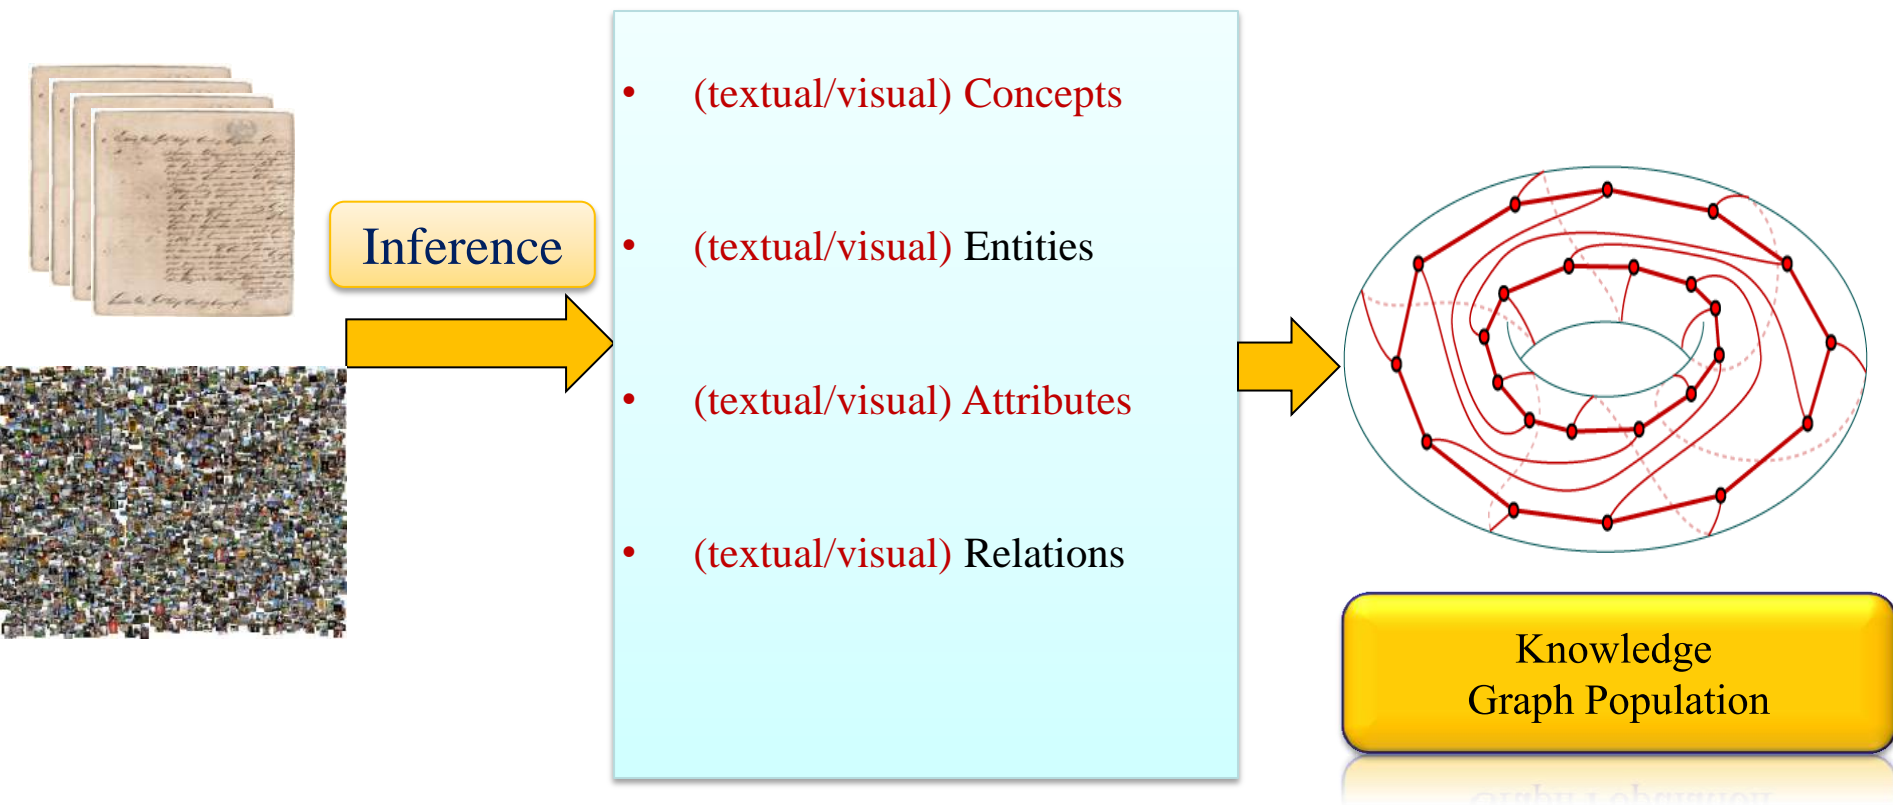 Inference
• (textual/visual) Concepts
• (textual/visual) Entities
• (textual/visual) Attributes
• (textual/visual) Relations
Knowledge
Graph Population